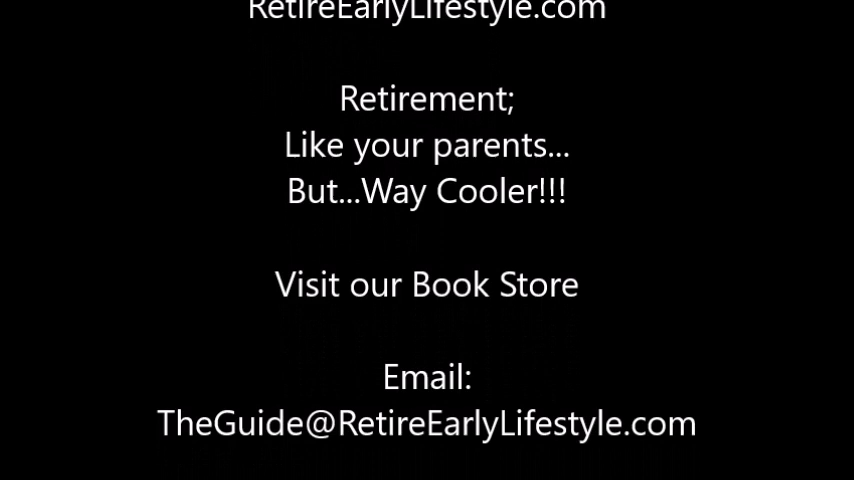 RetireEarlyLifestyle.com
Retirement;
Like your parents...
But...Way Cooler!!!
Visit our Book Store
Email:
TheGuide@RetireEarlyLifestyle.com